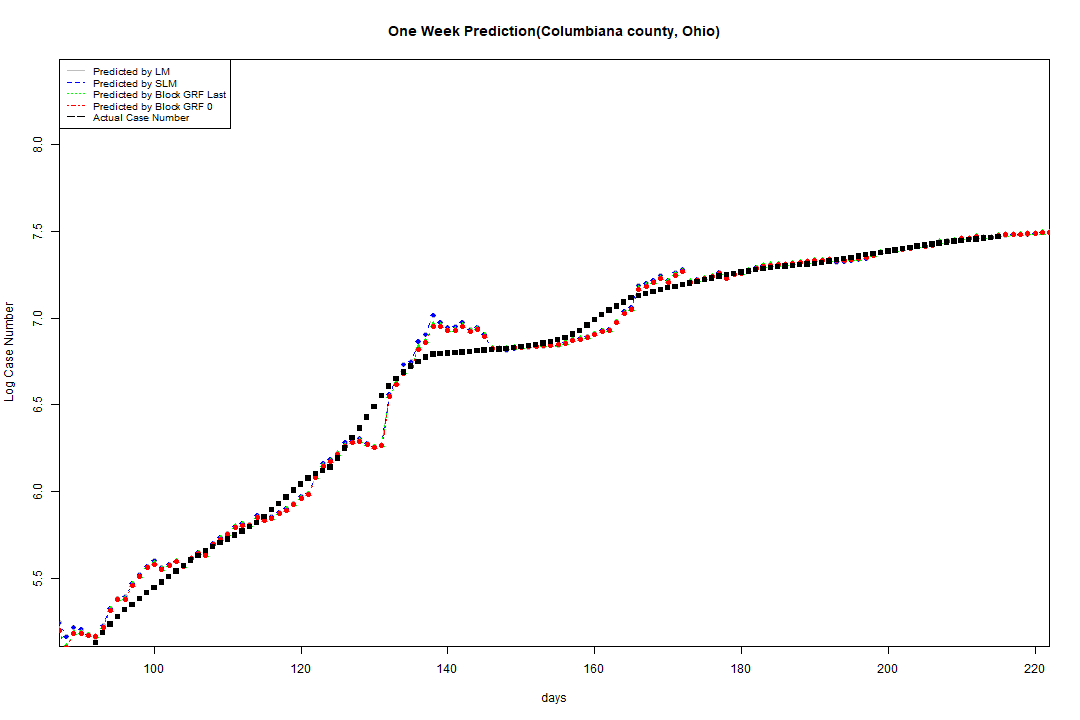 One Week Prediction(Columbiana county, Ohio)
Predicted by LM
Predicted by SLM
Predicted by Block GRF Last
Predicted by Block GRF 0
Actual Case Number
Log Case Number
8.0
7.5
7.0
6.5
6.0
5.5
100 120 140 160 180 200 220
days